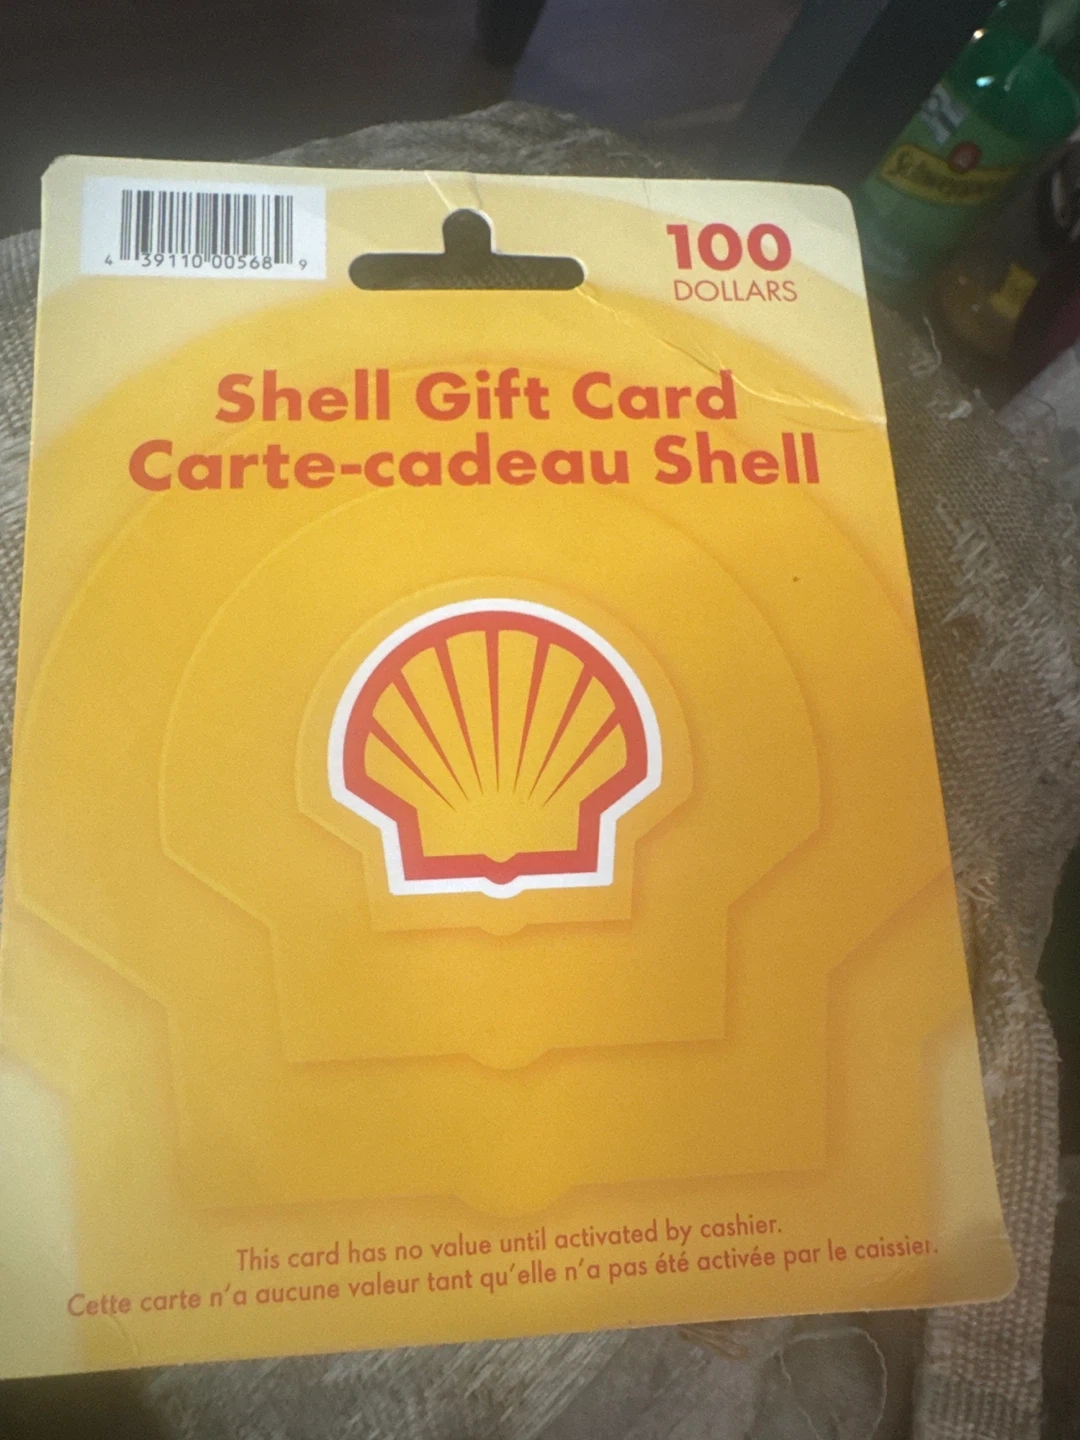 4 39110 00568 9
100
DOLLARS
Shell Gift Card
Carte-cadeau Shell
This card has no value until activated by cashier.
Cette carte n'a aucune valeur tant qu'elle n'a pas été activée par le caissier.
Schweppes